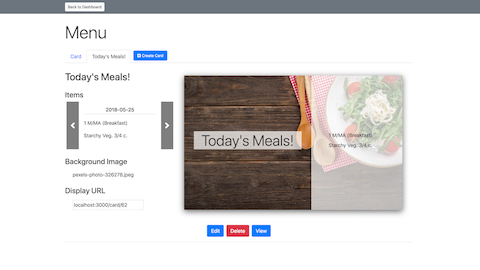 Back to Dashboard
Menu
Card
Today's Meals!
Create Card
Today's Meals!
Items
2018-05-25
1 M/MA (Breakfast)
Starchy Veg. 3/4 c.
Background Image
pexels-photo-326278.jpeg
Display URL
localhost:3000/card/62
Today's Meals!
1 M/MA (Breakfast)
Starchy Veg. 3/4 c.
Edit
Delete
View